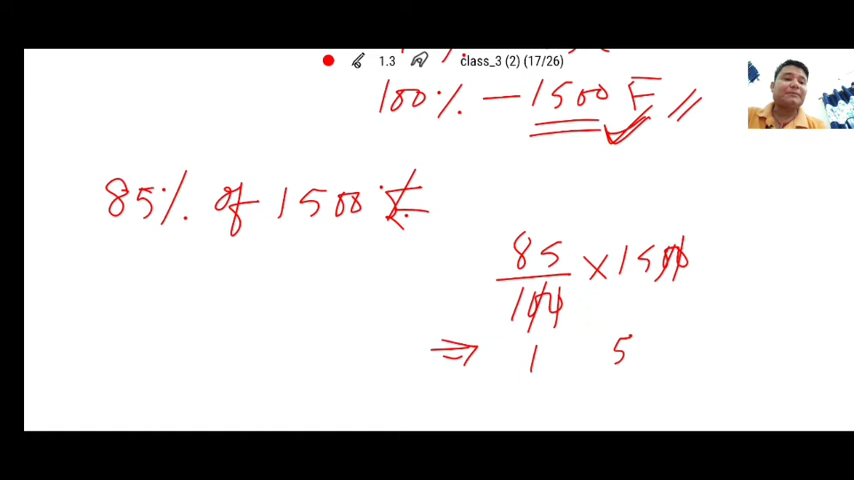 1.3 class_3 (2) (17/26)
100% — 1500 F //
85% of 1500
85
— × 1500
100
⇒ 1 5